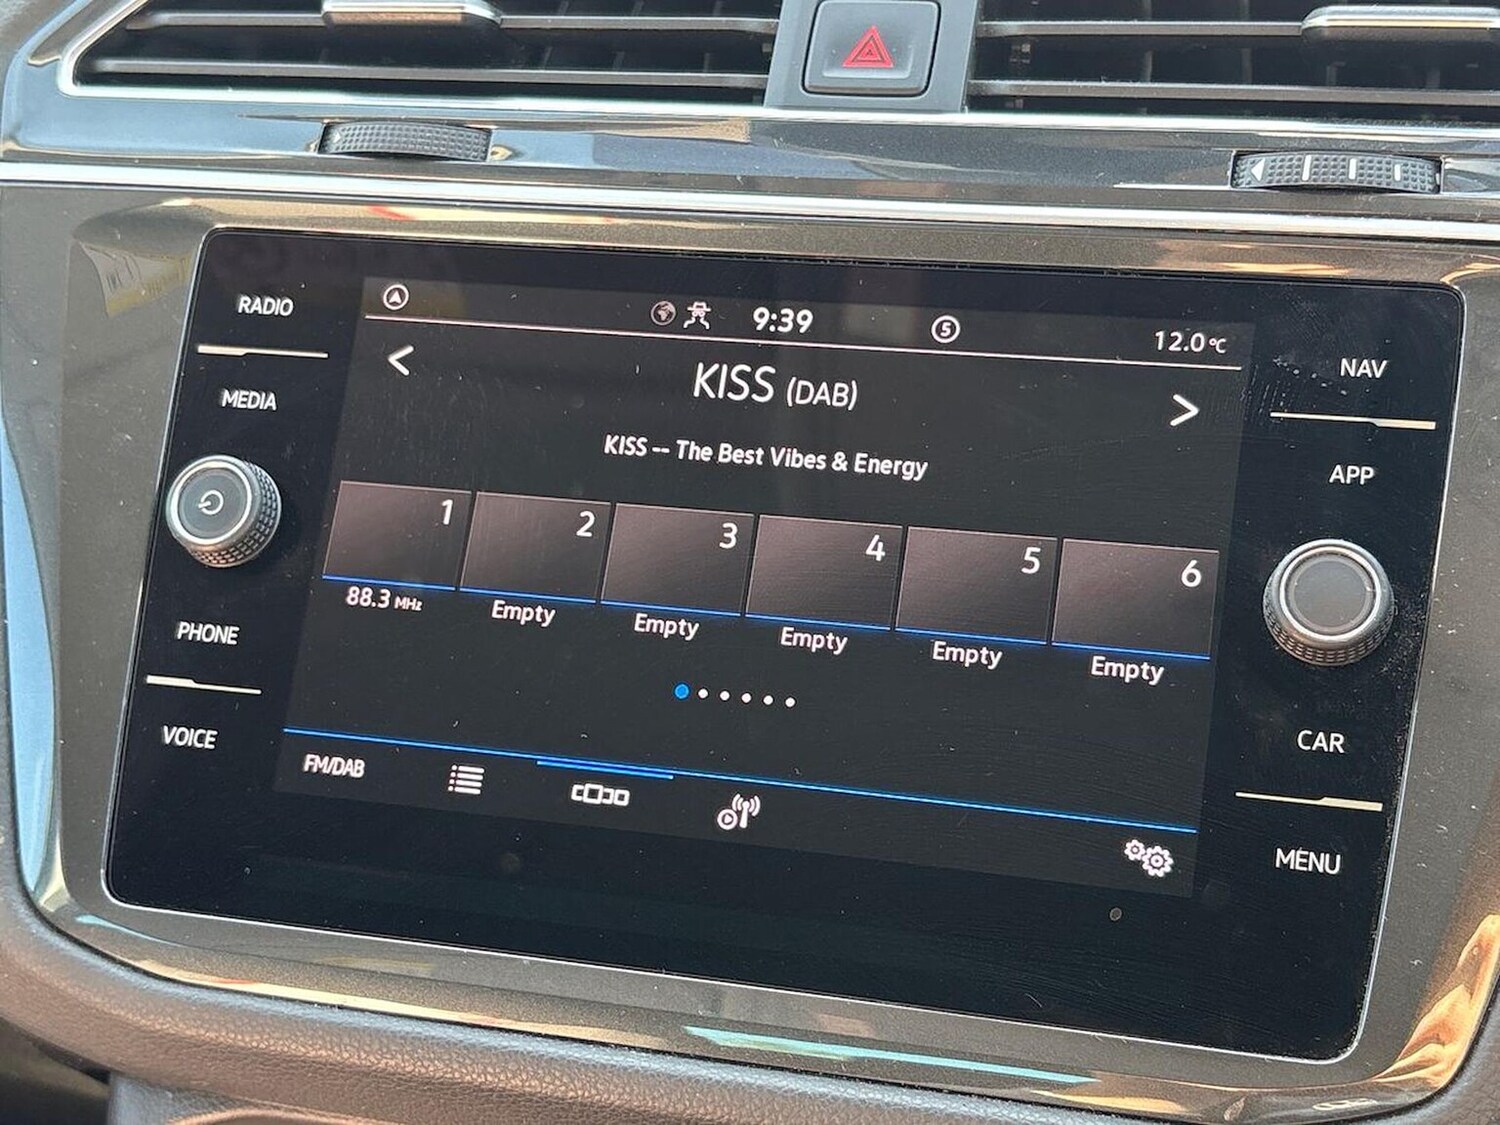 RADIO
MEDIA
PHONE
VOICE
9:39
5
12.0°C
KISS (DAB)
KISS -- The Best Vibes & Energy
1
2
3
4
5
6
88.3 MHz
Empty
Empty
Empty
Empty
Empty
FM/DAB
NAV
APP
CAR
MENU